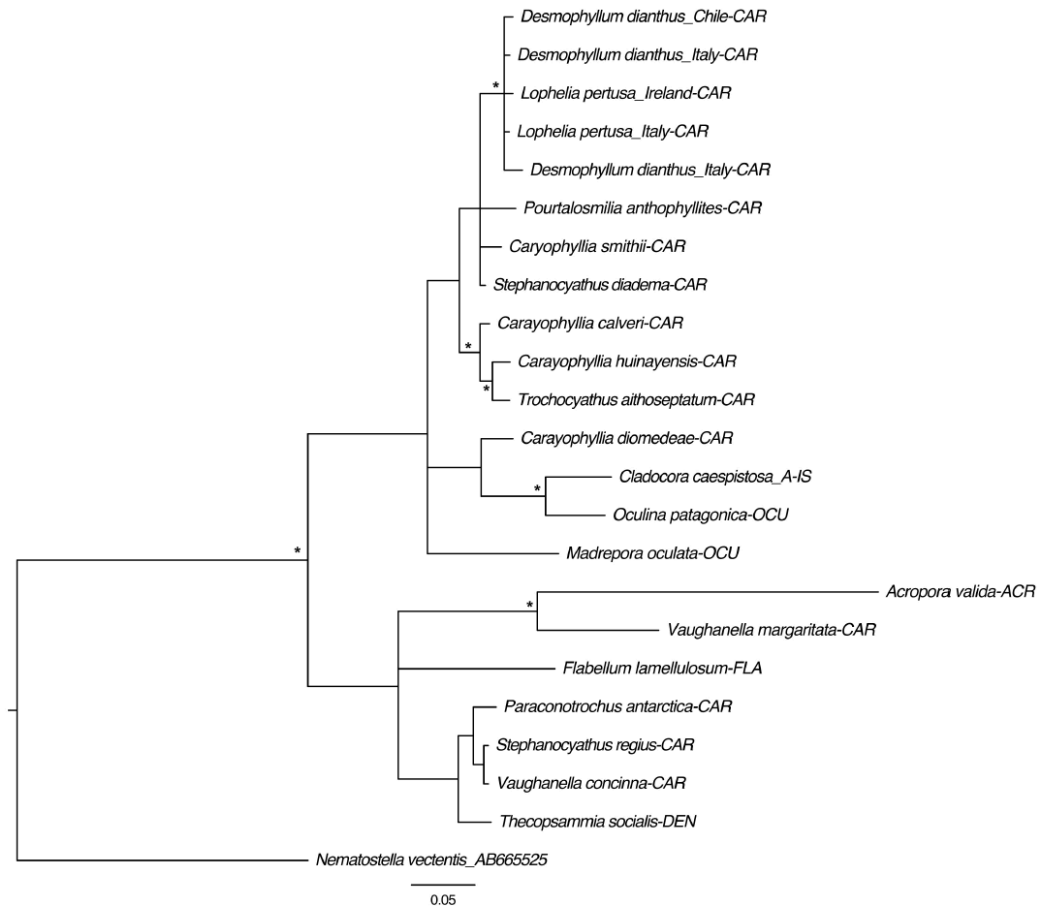 Desmophyllum dianthus_Chile-CAR
Desmophyllum dianthus_Italy-CAR
*
Lophelia pertusa_Ireland-CAR
Lophelia pertusa_Italy-CAR
Desmophyllum dianthus_Italy-CAR
Pourtalosmilia anthophyllites-CAR
Caryophyllia smithii-CAR
Stephanocyathus diadema-CAR
Carayophyllia calveri-CAR
*
Carayophyllia huinayensis-CAR
*
Trochocyathus aithoseptatum-CAR
Carayophyllia diomedeae-CAR
Cladocora caespistosa_A-IS
*
Oculina patagonica-OCU
*
Madrepora oculata-OCU
Acropora valida-ACR
*
Vaughanella margaritata-CAR
Flabellum lamellulosum-FLA
Paraconotrochus antarctica-CAR
Stephanocyathus regius-CAR
Vaughanella concinna-CAR
Thecopsammia socialis-DEN
Nematostella vectentis_AB665525
0.05